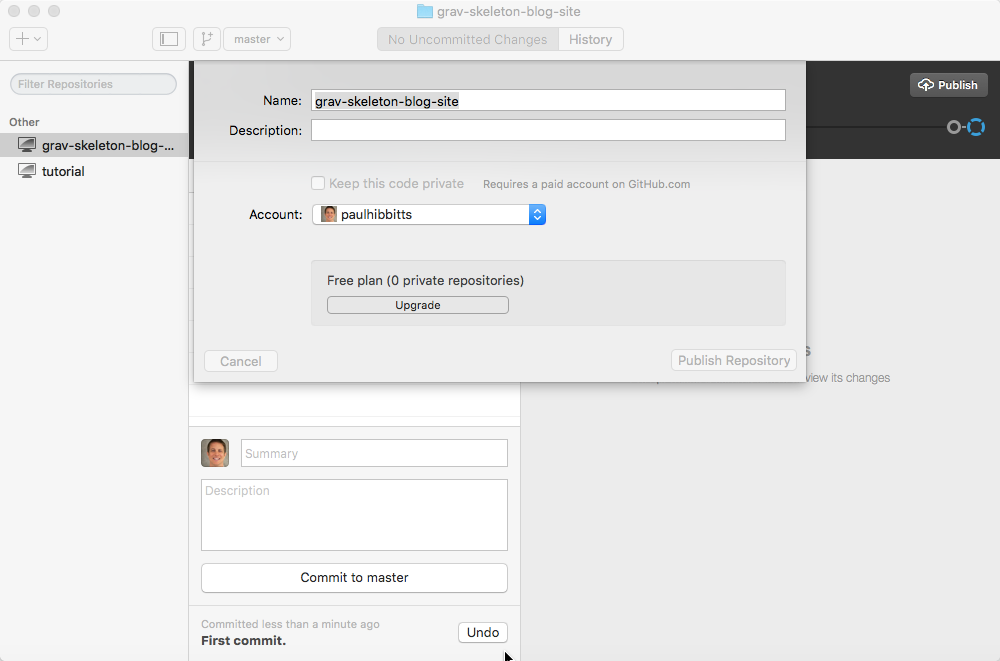 grav-skeleton-blog-site
master
No Uncommitted Changes
History
Filter Repositories
Other
grav-skeleton-blog-...
tutorial
Publish
Name: grav-skeleton-blog-site
Description:
Keep this code private Requires a paid account on GitHub.com
Account: paulhibbitts
Free plan (0 private repositories)
Upgrade
Cancel
Publish Repository
view its changes
Summary
Description
Commit to master
Committed less than a minute ago
First commit.
Undo